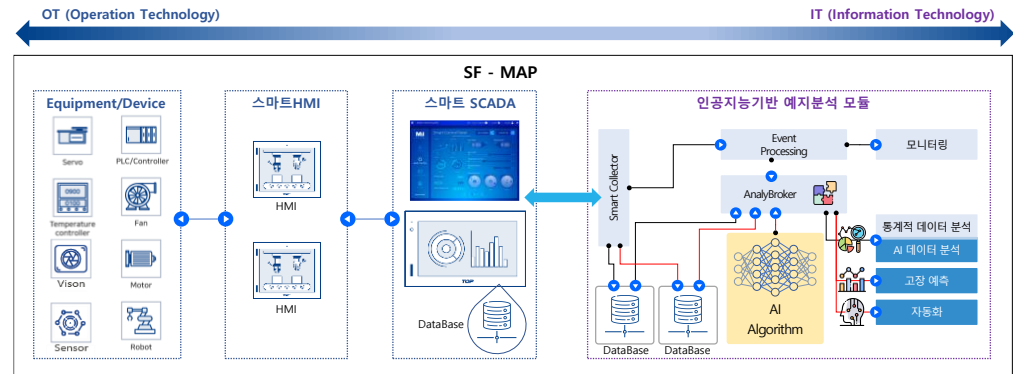 OT (Operation Technology)
IT (Information Technology)
SF - MAP
Equipment/Device
Servo
PLC/Controller
Temperature
controller
Fan
Vison
Motor
Sensor
Robot
스마트HMI
HMI
HMI
스마트 SCADA
TOP
DataBase
인공지능기반 예지분석 모듈
Smart Collector
Event
Processing
모니터링
AnalyBroker
통계적 데이터 분석
AI 데이터 분석
고장 예측
자동화
AI
Algorithm
DataBase
DataBase